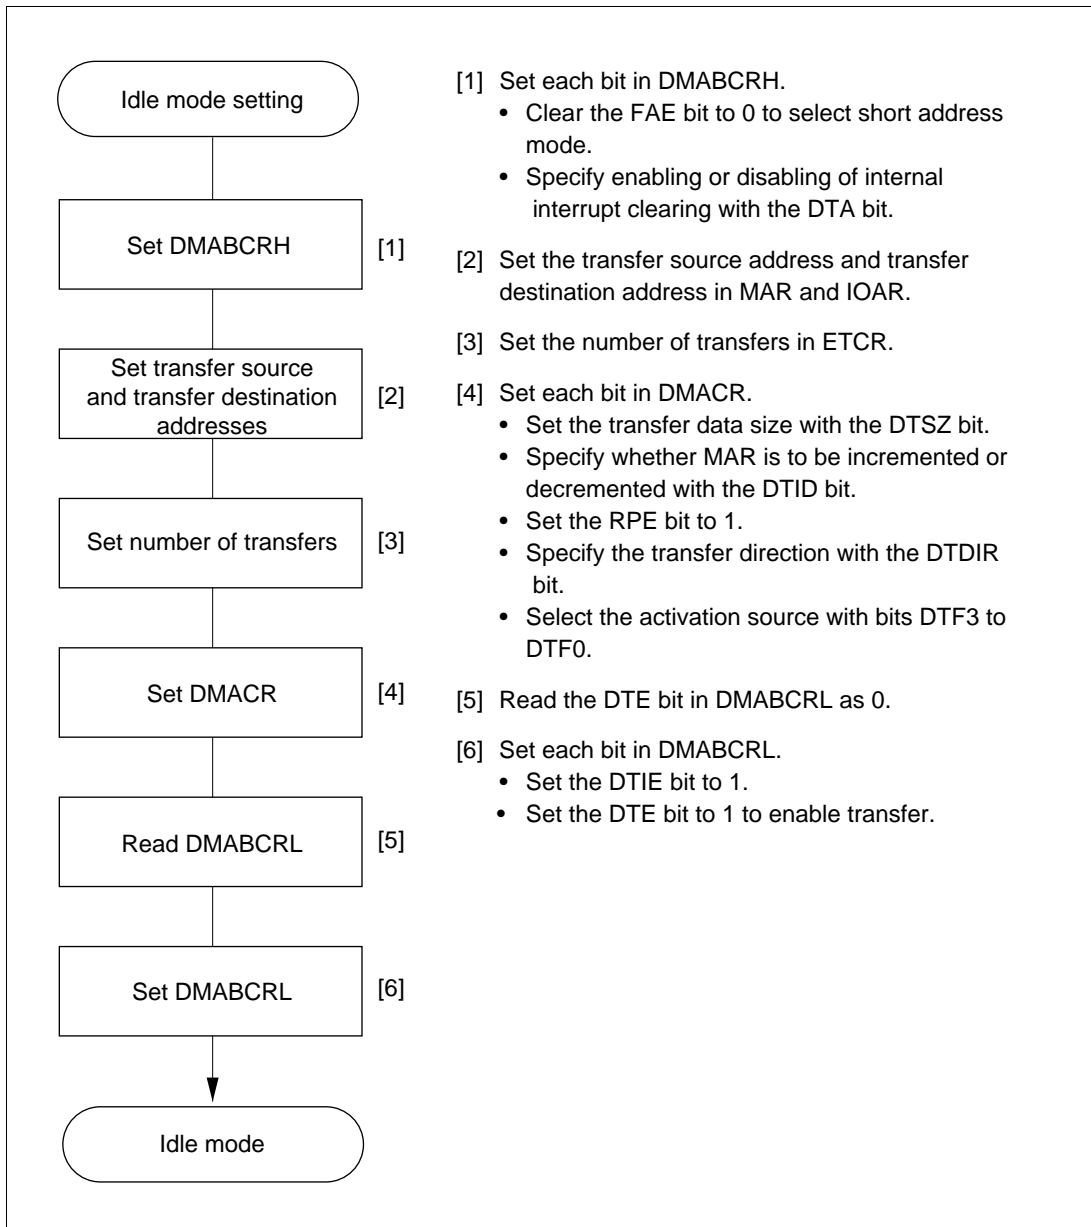 Idle mode setting
Set DMABCRH
[1]
Set transfer source
and transfer destination
addresses
[2]
Set number of transfers
[3]
Set DMACR
[4]
Read DMABCRL
[5]
Set DMABCRL
[6]
Idle mode
[1] Set each bit in DMABCRH.
• Clear the FAE bit to 0 to select short address
mode.
• Specify enabling or disabling of internal
interrupt clearing with the DTA bit.
[2] Set the transfer source address and transfer
destination address in MAR and IOAR.
[3] Set the number of transfers in ETCR.
[4] Set each bit in DMACR.
• Set the transfer data size with the DTSZ bit.
• Specify whether MAR is to be incremented or
decremented with the DTID bit.
• Set the RPE bit to 1.
• Specify the transfer direction with the DTDIR
bit.
• Select the activation source with bits DTF3 to
DTF0.
[5] Read the DTE bit in DMABCRL as 0.
[6] Set each bit in DMABCRL.
• Set the DTIE bit to 1.
• Set the DTE bit to 1 to enable transfer.